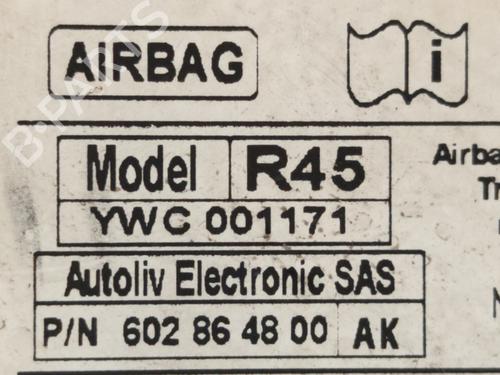 AIRBAG
i
B-PARTS
Model R45
YWC 001171
Autoliv Electronic SAS
P/N 602 86 48 00 AK